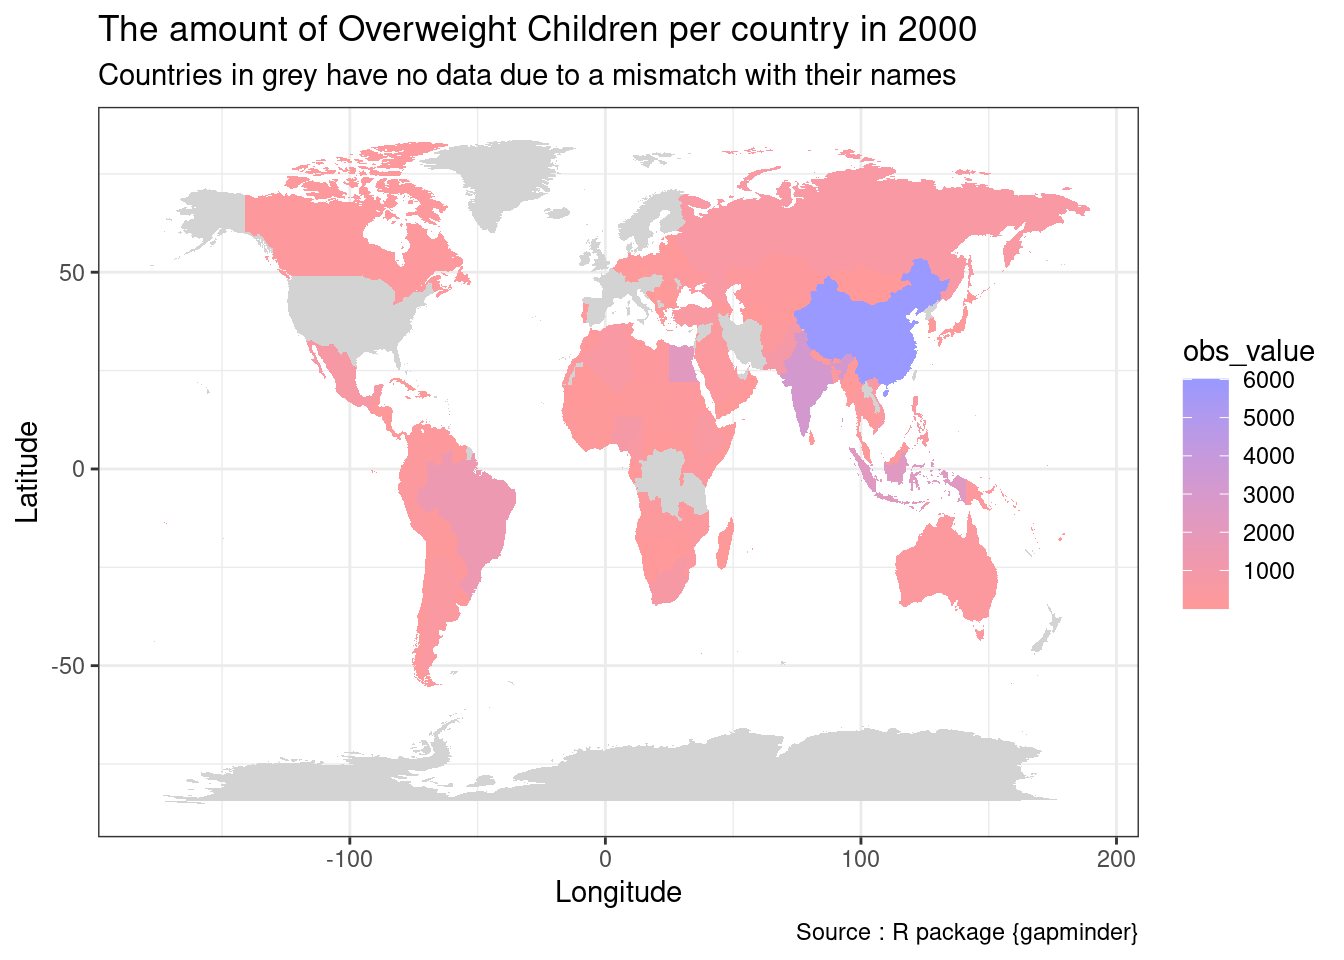 The amount of Overweight Children per country in 2000
Countries in grey have no data due to a mismatch with their names
Latitude
50
0
-50
-100
0
100
200
Longitude
obs_value
6000
5000
4000
3000
2000
1000
Source : R package {gapminder}